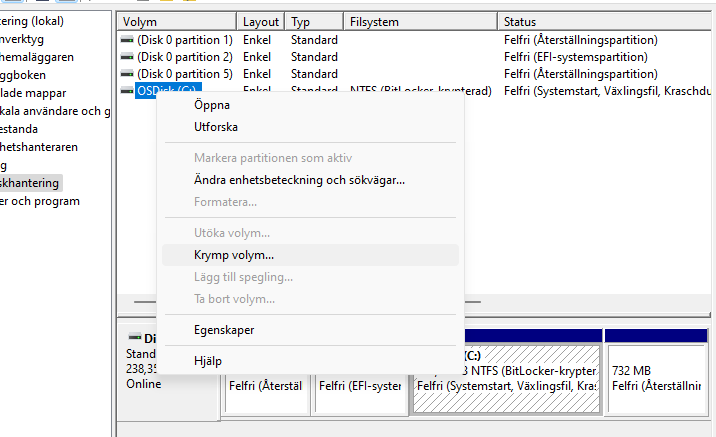 tering (lokal)
mverktyg
hemaläggaren
ggboken
lade mappar
kala användare och g
estanda
hetshanteraren
g
skhantering
er och program
Volym Layout Typ Filsystem Status
(Disk 0 partition 1) Enkel Standard Felfri (Återställningspartition)
(Disk 0 partition 2) Enkel Standard Felfri (EFI-systempartition)
(Disk 0 partition 5) Enkel Standard Felfri (Återställningspartition)
OSDisk (C:) Enkel Standard NTFS (BitLocker-krypterad) Felfri (Systemstart, Växlingsfil, Kraschdu
Öppna
Utforska
Markera partitionen som aktiv
Ändra enhetsbeteckning och sökvägar...
Formatera...
Utöka volym...
Krymp volym...
Lägg till spegling...
Ta bort volym...
Egenskaper
Hjälp
Di
Stand
238,35
Online
Felfri (Återstäl
Felfri (EFI-syster
(C:)
NTFS (BitLocker-krypter
Felfri (Systemstart, Växlingsfil, Kras
732 MB
Felfri (Återställnin